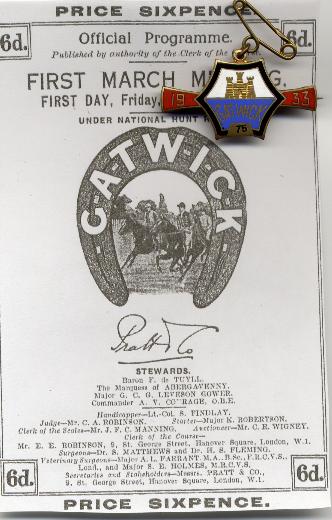 PRICE SIXPENCE.
6d.
6d.
Official Programme.
Published by authority of the Clerk of the
FIRST MARCH
FIRST DAY, Friday,
UNDER NATIONAL HUNT
19 33
GATWICK
75
G-A-T-W-I-C-K
Pratt & Co
STEWARDS.
Baron F. de TUYLL.
The Marquess of ABERGAVENNY.
Major G. C. G. LEVESON GOWER.
Commander A. V. COURAGE, O.B.E.
Handicapper—Lt.-Col. S. FINDLAY.
Judge—Mr. C. A. ROBINSON. Starter—Major K. ROBERTSON.
Clerk of the Scales—Mr. J. F. C. MANNING. Auctioneer—Mr. C. E. WIGNEY.
Clerk of the Course—
Mr. E. E. ROBINSON, 9, St. George Street, Hanover Square, London, W.1.
Surgeons—Dr. S. MATTHEWS and Dr. H. S. FLEMING.
Veterinary Surgeons—Major A. L. FARRANT, M.A., B.Sc., F.R.C.V.S.,
Lond., and Major S. E. HOLMES, M.R.C.V.S.
Secretaries and Stakeholders—Messrs. PRATT & CO.,
9, St. George Street, Hanover Square, London, W.1.
6d.
6d.
PRICE SIXPENCE.